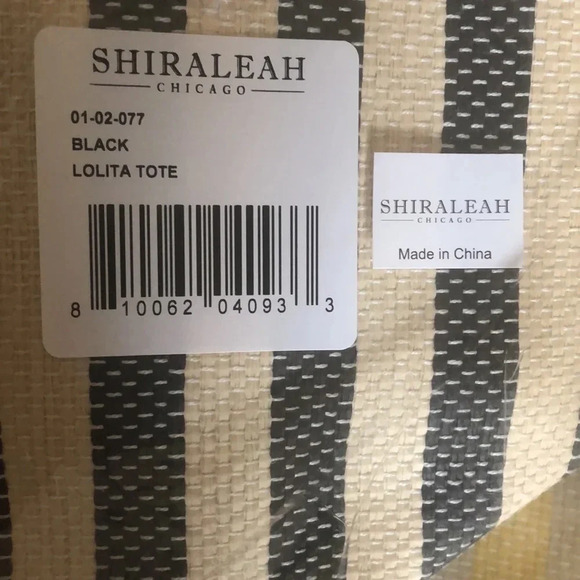 SHIRALEAH
CHICAGO
01-02-077
BLACK
LOLITA TOTE
8 10062 04093 3
SHIRALEAH
CHICAGO
Made in China